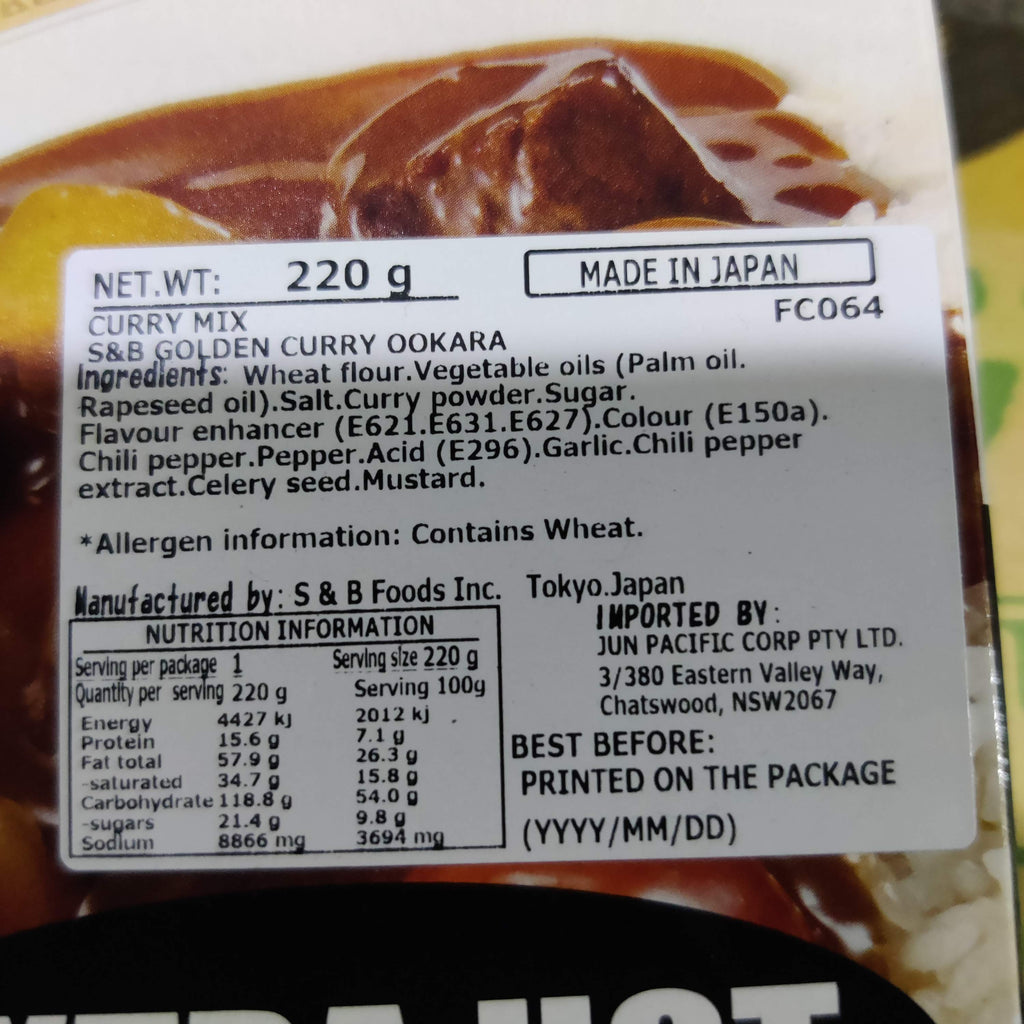 NET.WT: 220 g MADE IN JAPAN
FC064
CURRY MIX
S&B GOLDEN CURRY OOKARA
Ingredients: Wheat flour.Vegetable oils (Palm oil.
Rapeseed oil).Salt.Curry powder.Sugar.
Flavour enhancer (E621.E631.E627).Colour (E150a).
Chili pepper.Pepper.Acid (E296).Garlic.Chili pepper
extract.Celery seed.Mustard.
*Allergen information: Contains Wheat.
Manufactured by: S & B Foods Inc. Tokyo.Japan
NUTRITION INFORMATION
Serving per package 1 Serving size 220 g
Quantity per serving 220 g Serving 100g
Energy 4427 kj 2012 kj
Protein 15.6 g 7.1 g
Fat total 57.9 g 26.3 g
-saturated 34.7 g 15.8 g
Carbohydrate 118.8 g 54.0 g
-sugars 21.4 g 9.8 g
Sodium 8866 mg 3694 mg
IMPORTED BY:
JUN PACIFIC CORP PTY LTD.
3/380 Eastern Valley Way,
Chatswood, NSW2067
BEST BEFORE:
PRINTED ON THE PACKAGE
(YYYY/MM/DD)
EXTRA HOT